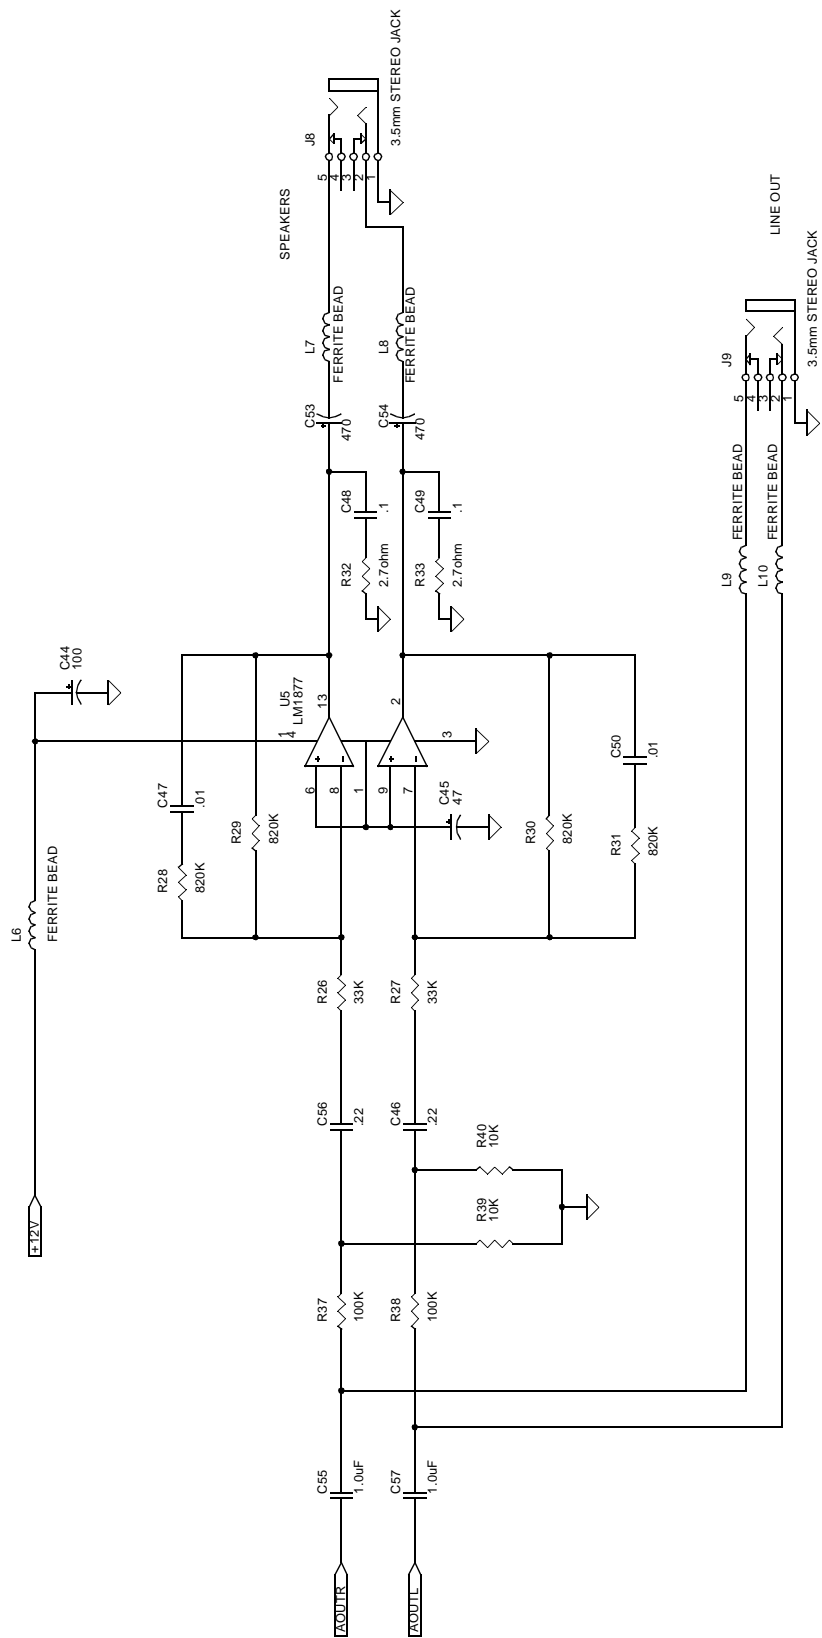 +12V
L6
FERRITE BEAD
C44
100
C47
.01
R28
820K
R29
820K
U5
LM1877
14
13
6
8
1
9
7
2
3
C45
47
R30
820K
C50
.01
R31
820K
AOUTR
C55
1.0uF
R37
100K
C56
.22
R26
33K
AOUTL
C57
1.0uF
R38
100K
C46
.22
R27
33K
R39
10K
R40
10K
R32
2.7ohm
C48
.1
R33
2.7ohm
C49
.1
C53
470
L7
FERRITE BEAD
C54
470
L8
FERRITE BEAD
SPEAKERS
J8
5
4
3
2
1
3.5mm STEREO JACK
L9
FERRITE BEAD
L10
FERRITE BEAD
J9
5
4
3
2
1
LINE OUT
3.5mm STEREO JACK